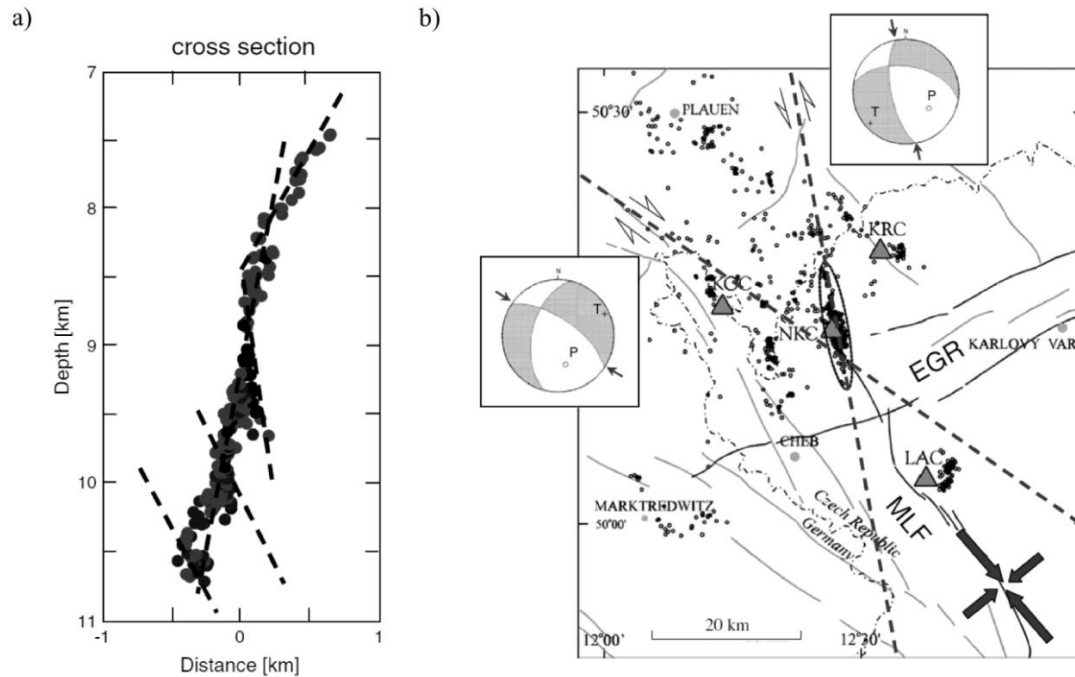 a)
cross section
7
8
9
10
11
Depth [km]
-1
0
1
Distance [km]
b)
N
P
T
50°30'
PLAUEN
KRC
KOC
NKC
N
T
P
KARLOVY VAR
EGR
CHEB
LAC
MARKTREDWITZ
50°00'
Czech Republic
Germany
MLF
20 km
12°00'
12°30'